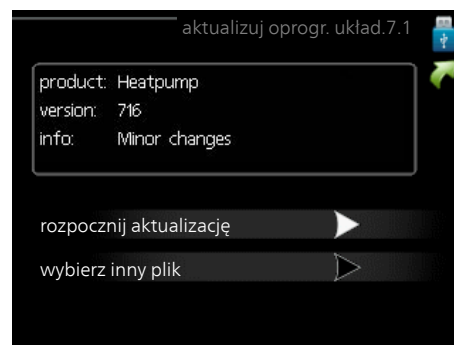 aktualizuj oprogr. układ.7.1
product: Heatpump
version: 716
info: Minor changes
rozpocznij aktualizację
wybierz inny plik